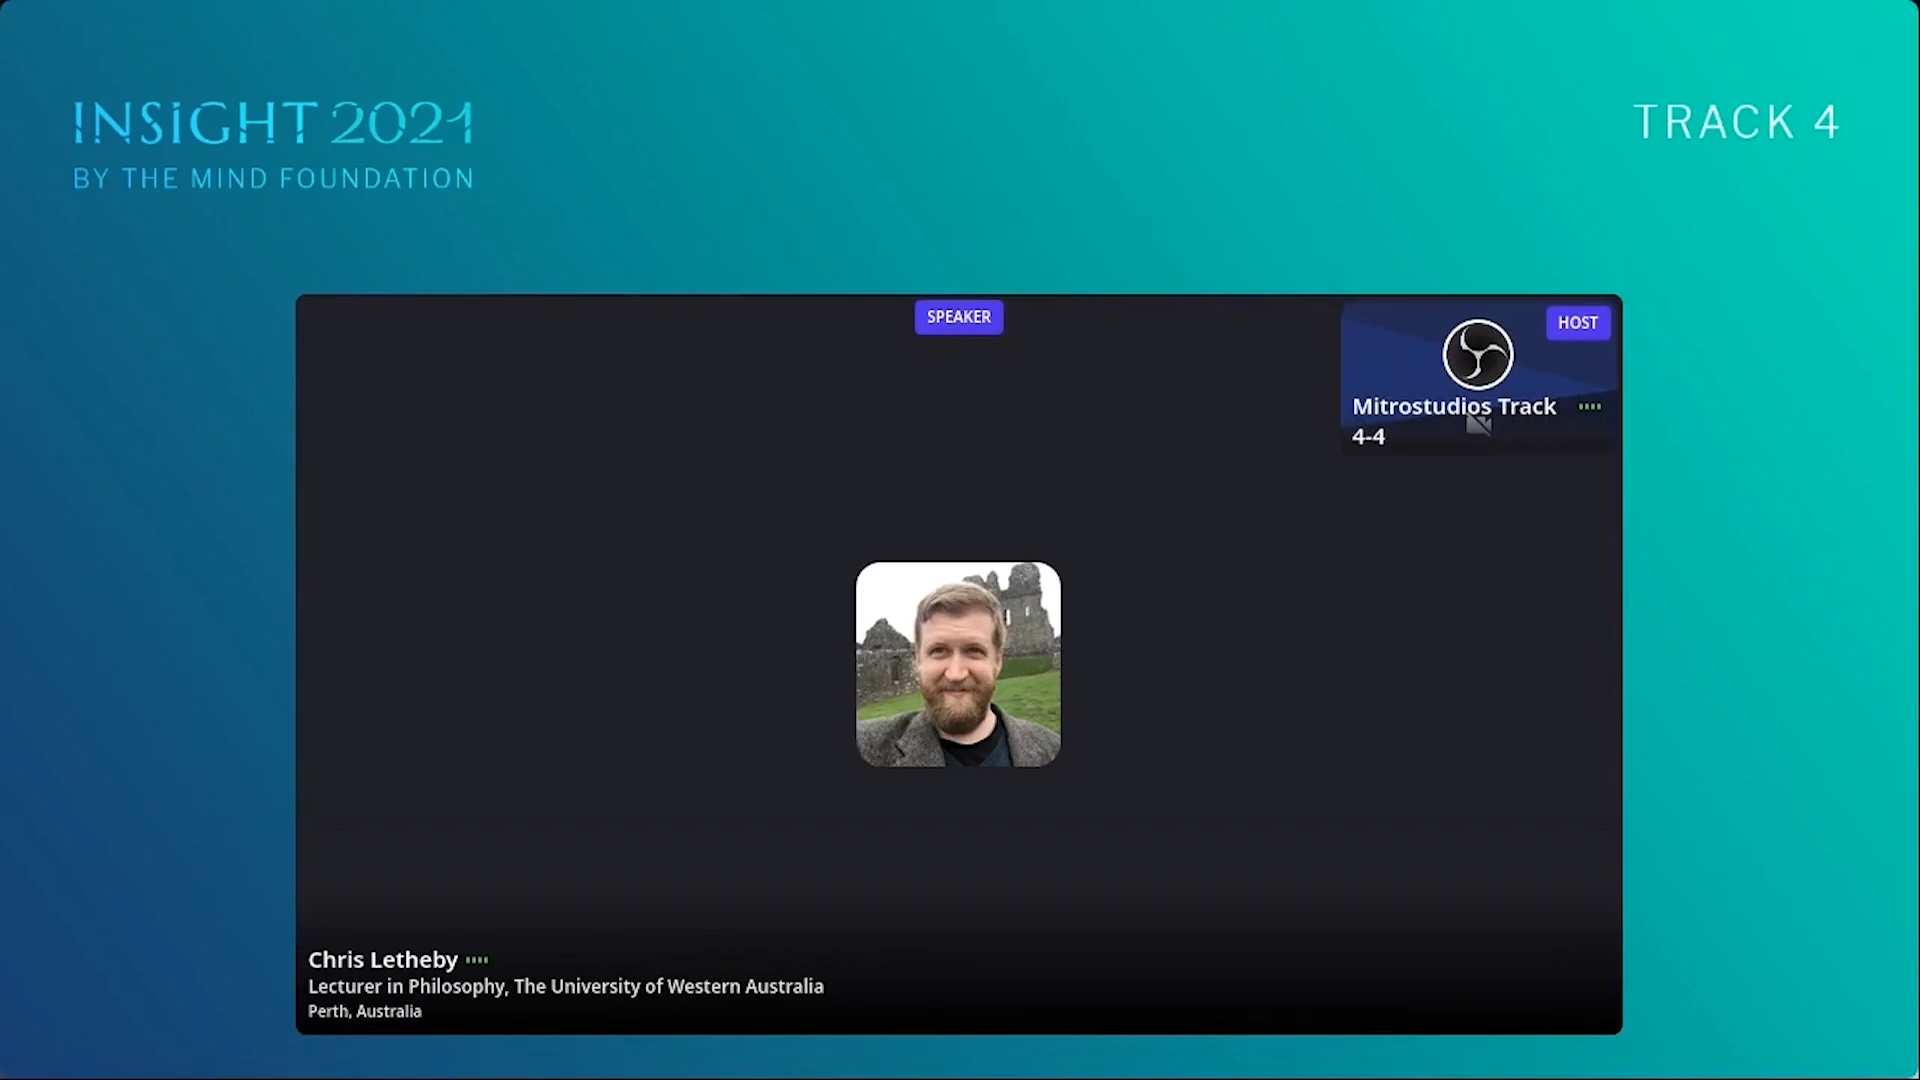 INSIGHT 2021
BY THE MIND FOUNDATION
TRACK 4
SPEAKER
HOST
Mitrostudios Track
4-4
Chris Letheby
Lecturer in Philosophy, The University of Western Australia
Perth, Australia